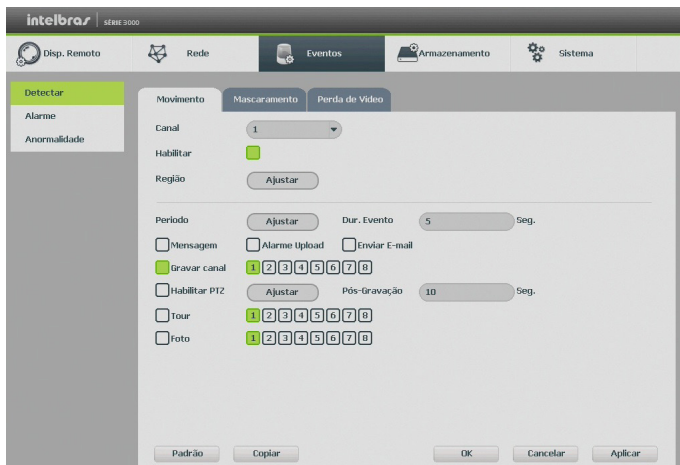 intelbras SÉRIE 3000
Disp. Remoto Rede Eventos Armazenamento Sistema
Detectar
Alarme
Anormalidade
Movimento Mascaramento Perda de Vídeo
Canal 1
Habilitar
Região Ajustar
Período Ajustar Dur. Evento 5 Seg.
Mensagem Alarme Upload Enviar E-mail
Gravar canal 1 2 3 4 5 6 7 8
Habilitar PTZ Ajustar Pós-Gravação 10 Seg.
Tour 1 2 3 4 5 6 7 8
Foto 1 2 3 4 5 6 7 8
Padrão Copiar OK Cancelar Aplicar